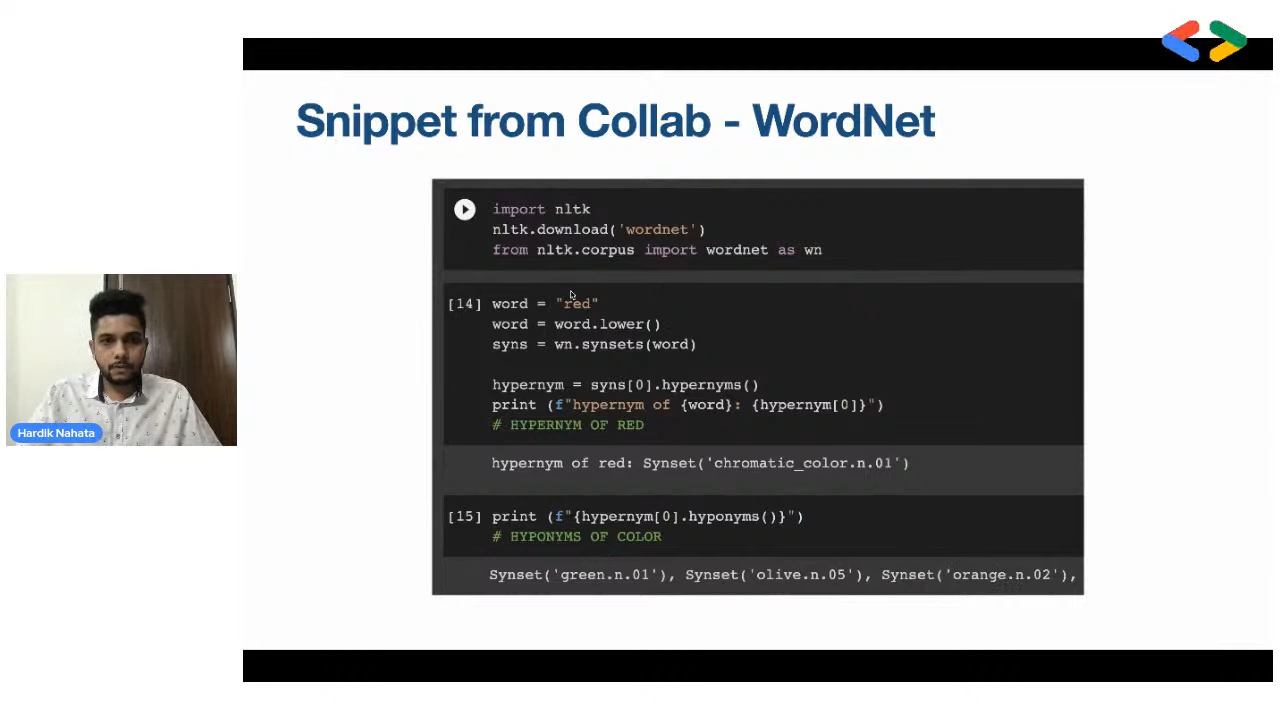 Snippet from Collab - WordNet
import nltk
nltk.download('wordnet')
from nltk.corpus import wordnet as wn
[14] word = "red"
word = word.lower()
syns = wn.synsets(word)
hypernym = syns[0].hypernyms()
print (f"hypernym of {word}: {hypernym[0]}")
# HYPERNYM OF RED
hypernym of red: Synset('chromatic_color.n.01')
[15] print (f"{hypernym[0].hyponyms()}")
# HYPONYMS OF COLOR
Synset('green.n.01'), Synset('olive.n.05'), Synset('orange.n.02'),
Hardik Nahata